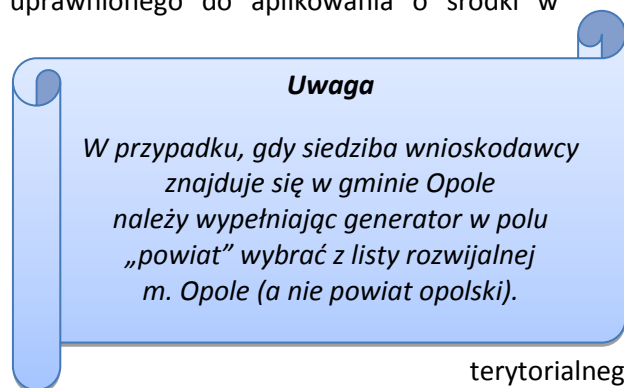 uprawnionego do aplikowania o środki w
Uwaga
W przypadku, gdy siedziba wnioskodawcy
znajduje się w gminie Opole
należy wypełniając generator w polu
„powiat” wybrać z listy rozwijalnej
m. Opole (a nie powiat opolski).
terytorialneg